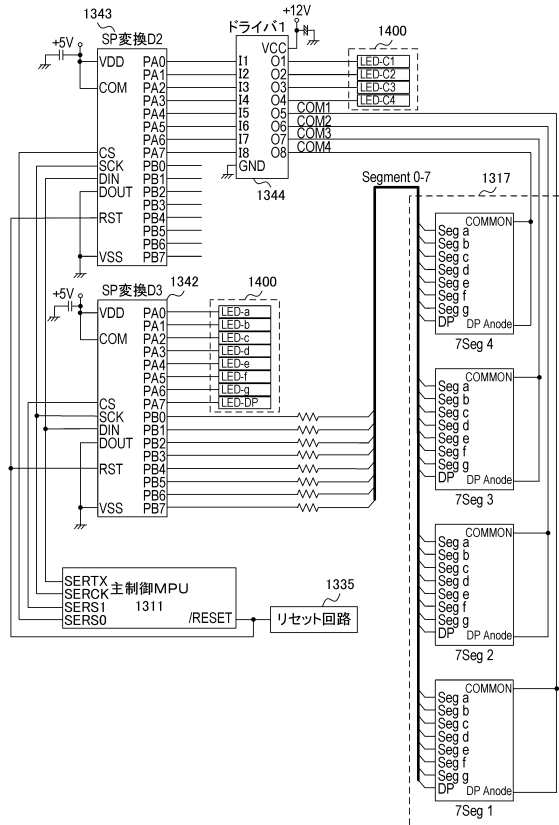 1343
+5V
SP変換D2
VDD
COM
CS
SCK
DIN
DOUT
RST
VSS
PA0
PA1
PA2
PA3
PA4
PA5
PA6
PA7
PB0
PB1
PB2
PB3
PB4
PB5
PB6
PB7
ドライバ1
+12V
VCC
I1
I2
I3
I4
I5
I6
I7
I8
GND
O1
O2
O3
O4
O5
O6
O7
O8
1344
1400
LED-C1
LED-C2
LED-C3
LED-C4
COM1
COM2
COM3
COM4
Segment 0-7
1317
+5V
SP変換D3
1342
VDD
COM
CS
SCK
DIN
DOUT
RST
VSS
PA0
PA1
PA2
PA3
PA4
PA5
PA6
PA7
PB0
PB1
PB2
PB3
PB4
PB5
PB6
PB7
1400
LED-a
LED-b
LED-c
LED-d
LED-e
LED-f
LED-g
LED-DP
SERTX
SERCK
SERS1
SERS0
主制御MPU
1311
/RESET
1335
リセット回路
COMMON
Seg a
Seg b
Seg c
Seg d
Seg e
Seg f
Seg g
DP
DP Anode
7Seg 4
COMMON
Seg a
Seg b
Seg c
Seg d
Seg e
Seg f
Seg g
DP
DP Anode
7Seg 3
COMMON
Seg a
Seg b
Seg c
Seg d
Seg e
Seg f
Seg g
DP
DP Anode
7Seg 2
COMMON
Seg a
Seg b
Seg c
Seg d
Seg e
Seg f
Seg g
DP
DP Anode
7Seg 1